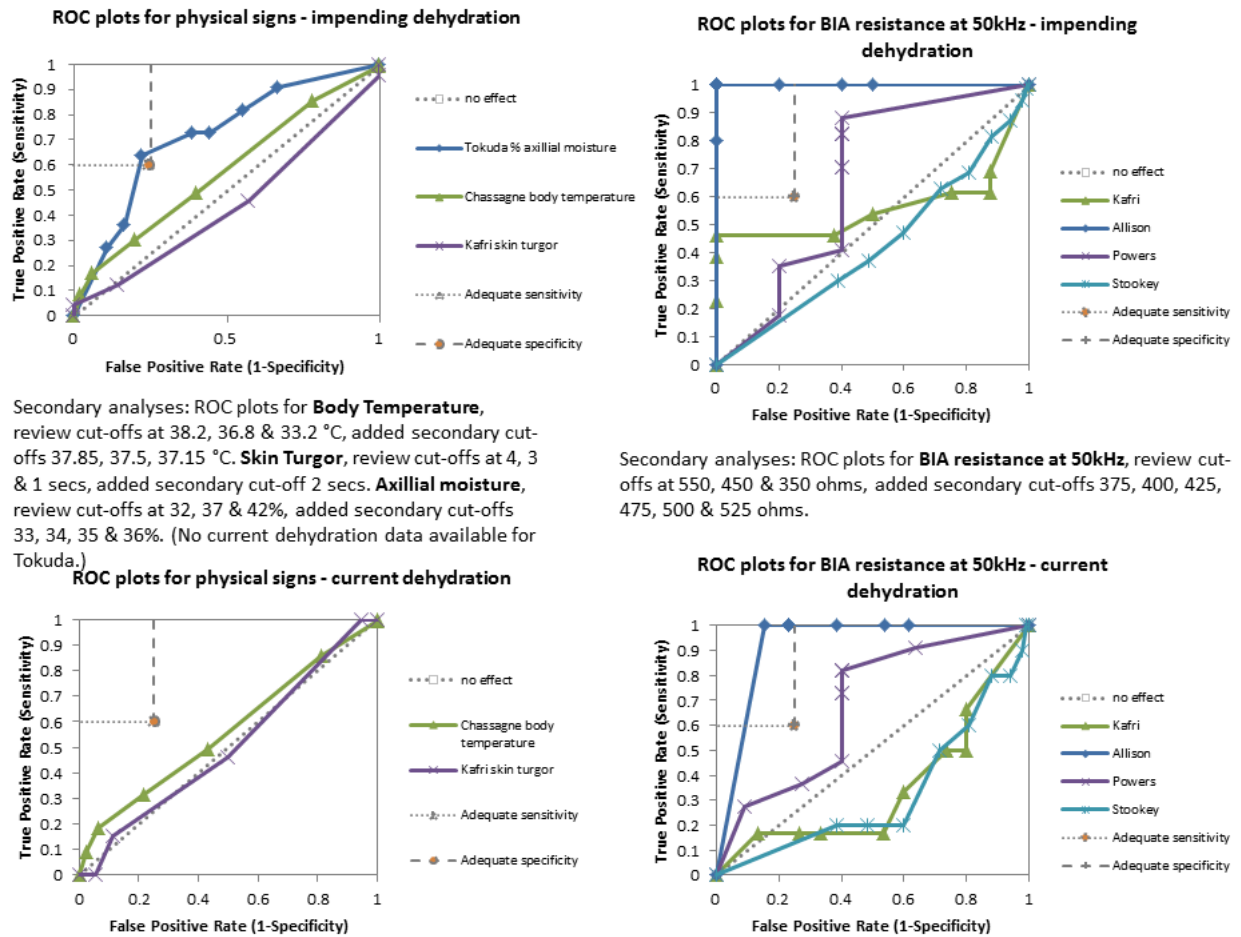 ROC plots for physical signs - impending dehydration
True Positive Rate (Sensitivity)
1
0.9
0.8
0.7
0.6
0.5
0.4
0.3
0.2
0.1
0
0
0.5
1
False Positive Rate (1-Specificity)
no effect
Tokuda % axillial moisture
Chassagne body temperature
Kafri skin turgor
Adequate sensitivity
Adequate specificity
Secondary analyses: ROC plots for Body Temperature,
review cut-offs at 38.2, 36.8 & 33.2 °C, added secondary cut-
offs 37.85, 37.5, 37.15 °C. Skin Turgor, review cut-offs at 4, 3
& 1 secs, added secondary cut-off 2 secs. Axillial moisture,
review cut-offs at 32, 37 & 42%, added secondary cut-offs
33, 34, 35 & 36%. (No current dehydration data available for
Tokuda.)
ROC plots for BIA resistance at 50kHz - impending
dehydration
True Positive Rate (Sensitivity)
1
0.9
0.8
0.7
0.6
0.5
0.4
0.3
0.2
0.1
0
0
0.2
0.4
0.6
0.8
1
False Positive Rate (1-Specificity)
no effect
Kafri
Allison
Powers
Stookey
Adequate sensitivity
Adequate specificity
Secondary analyses: ROC plots for BIA resistance at 50kHz, review cut-
offs at 550, 450 & 350 ohms, added secondary cut-offs 375, 400, 425,
475, 500 & 525 ohms.
ROC plots for physical signs - current dehydration
True Positive Rate (Sensitivity)
1
0.9
0.8
0.7
0.6
0.5
0.4
0.3
0.2
0.1
0
0
0.2
0.4
0.6
0.8
1
False Positive Rate (1-Specificity)
no effect
Chassagne body
temperature
Kafri skin turgor
Adequate sensitivity
Adequate specificity
ROC plots for BIA resistance at 50kHz - current
dehydration
True Positive Rate (Sensitivity)
1
0.9
0.8
0.7
0.6
0.5
0.4
0.3
0.2
0.1
0
0
0.2
0.4
0.6
0.8
1
False Positive Rate (1-Specificity)
no effect
Kafri
Allison
Powers
Stookey
Adequate sensitivity
Adequate specificity